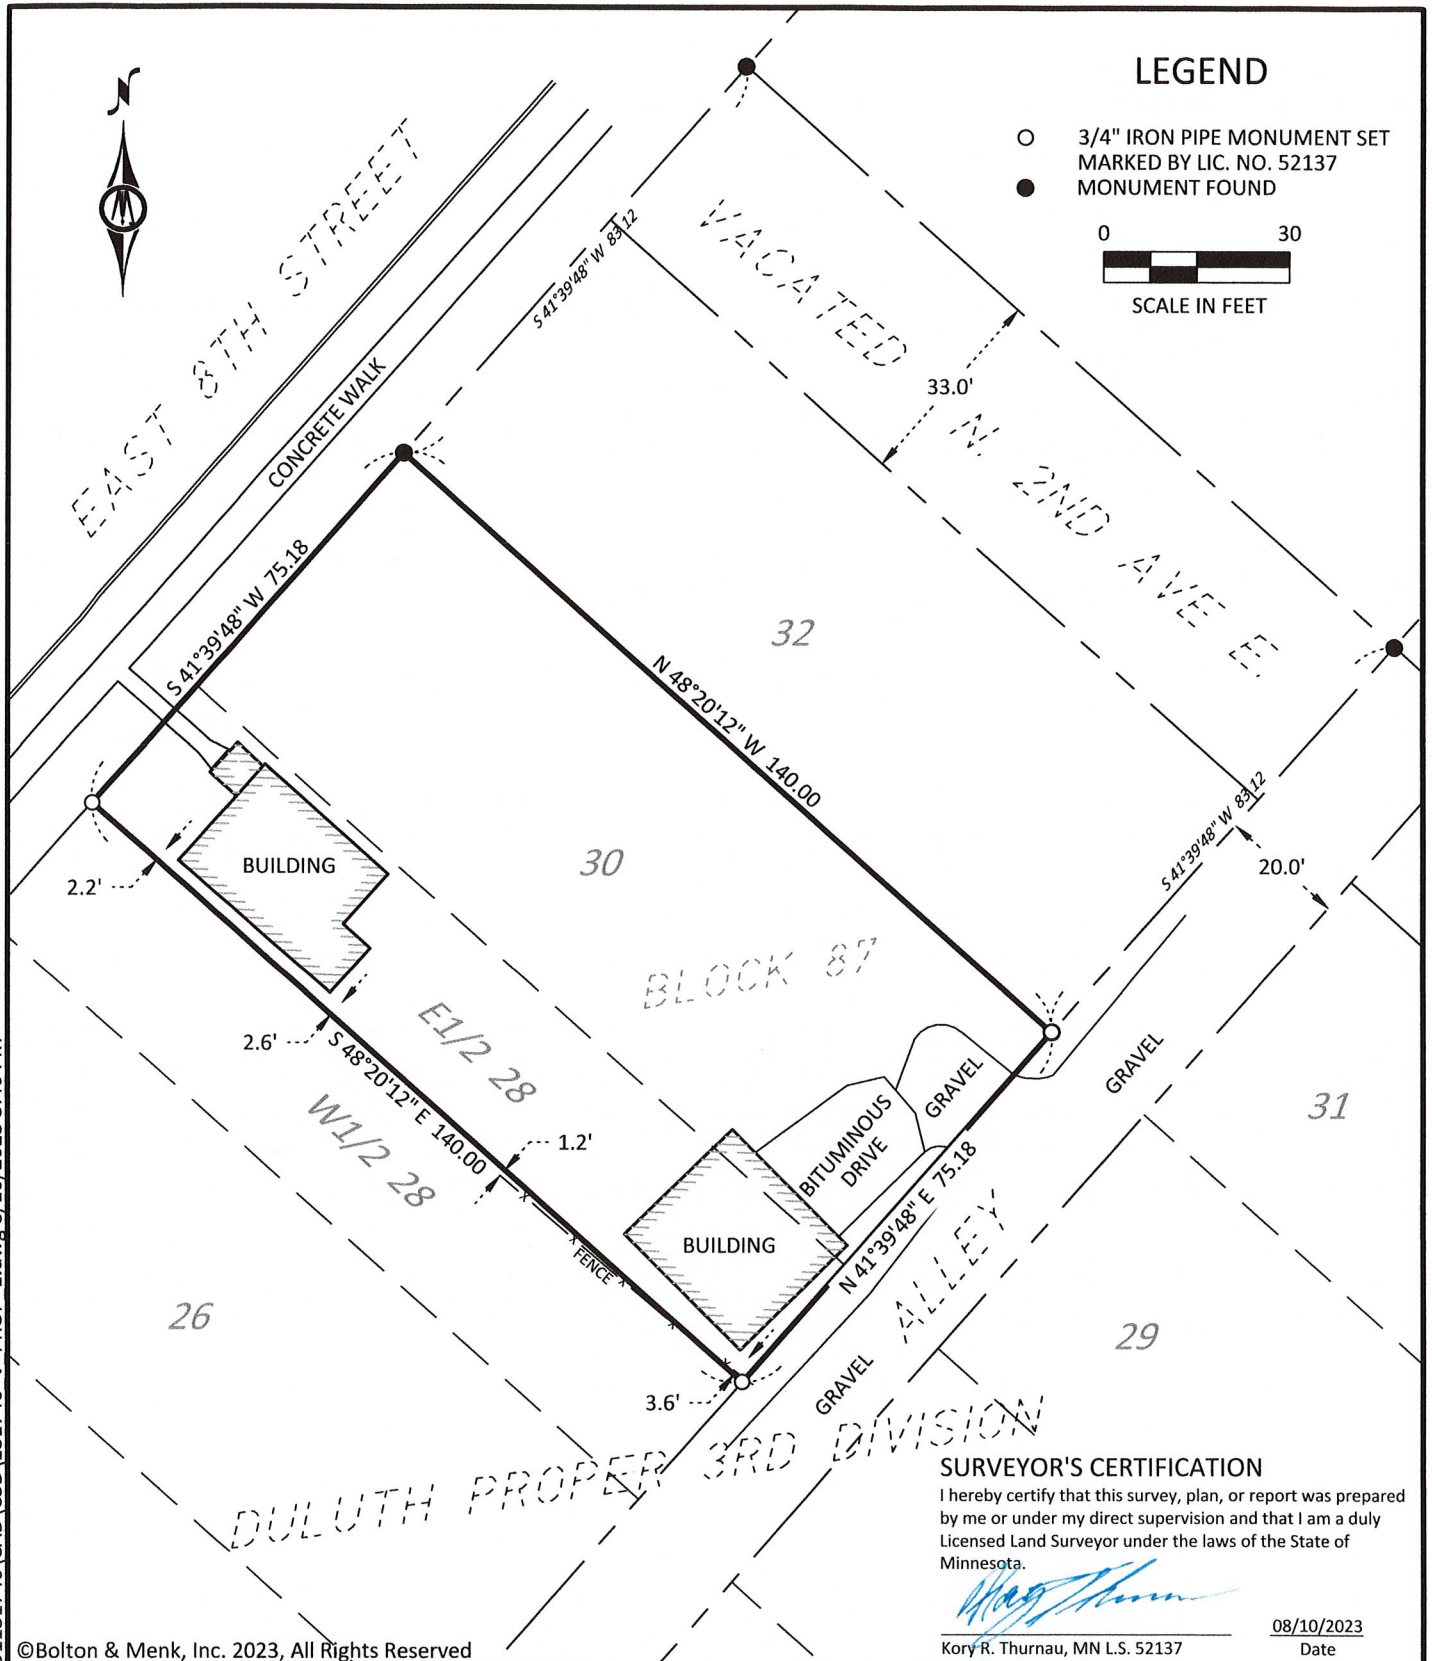 N
LEGEND
3/4" IRON PIPE MONUMENT SET
MARKED BY LIC. NO. 52137
MONUMENT FOUND
0 30
SCALE IN FEET
EAST 8TH STREET
CONCRETE WALK
S 41°39'48" W 83.12
VACATED N. 2ND AVE E.
33.0'
S 41°39'48" W 75.18
32
N 48°20'12" W 140.00
S 41°39'48" W 83.12
20.0'
BUILDING
30
2.2'
BLOCK 87
E1/2 28
2.6'
S 48°20'12" E 140.00
W1/2 28
1.2'
GRAVEL
GRAVEL
BITUMINOUS
DRIVE
31
N 41°39'48" E 75.18
BUILDING
FENCE
ALLEY
26
29
GRAVEL
3.6'
DULUTH PROPER 3RD DIVISION
SURVEYOR'S CERTIFICATION
I hereby certify that this survey, plan, or report was prepared
by me or under my direct supervision and that I am a duly
Licensed Land Surveyor under the laws of the State of
Minnesota.
Kory R. Thurnau, MN L.S. 52137
08/10/2023
Date
©Bolton & Menk, Inc. 2023, All Rights Reserved